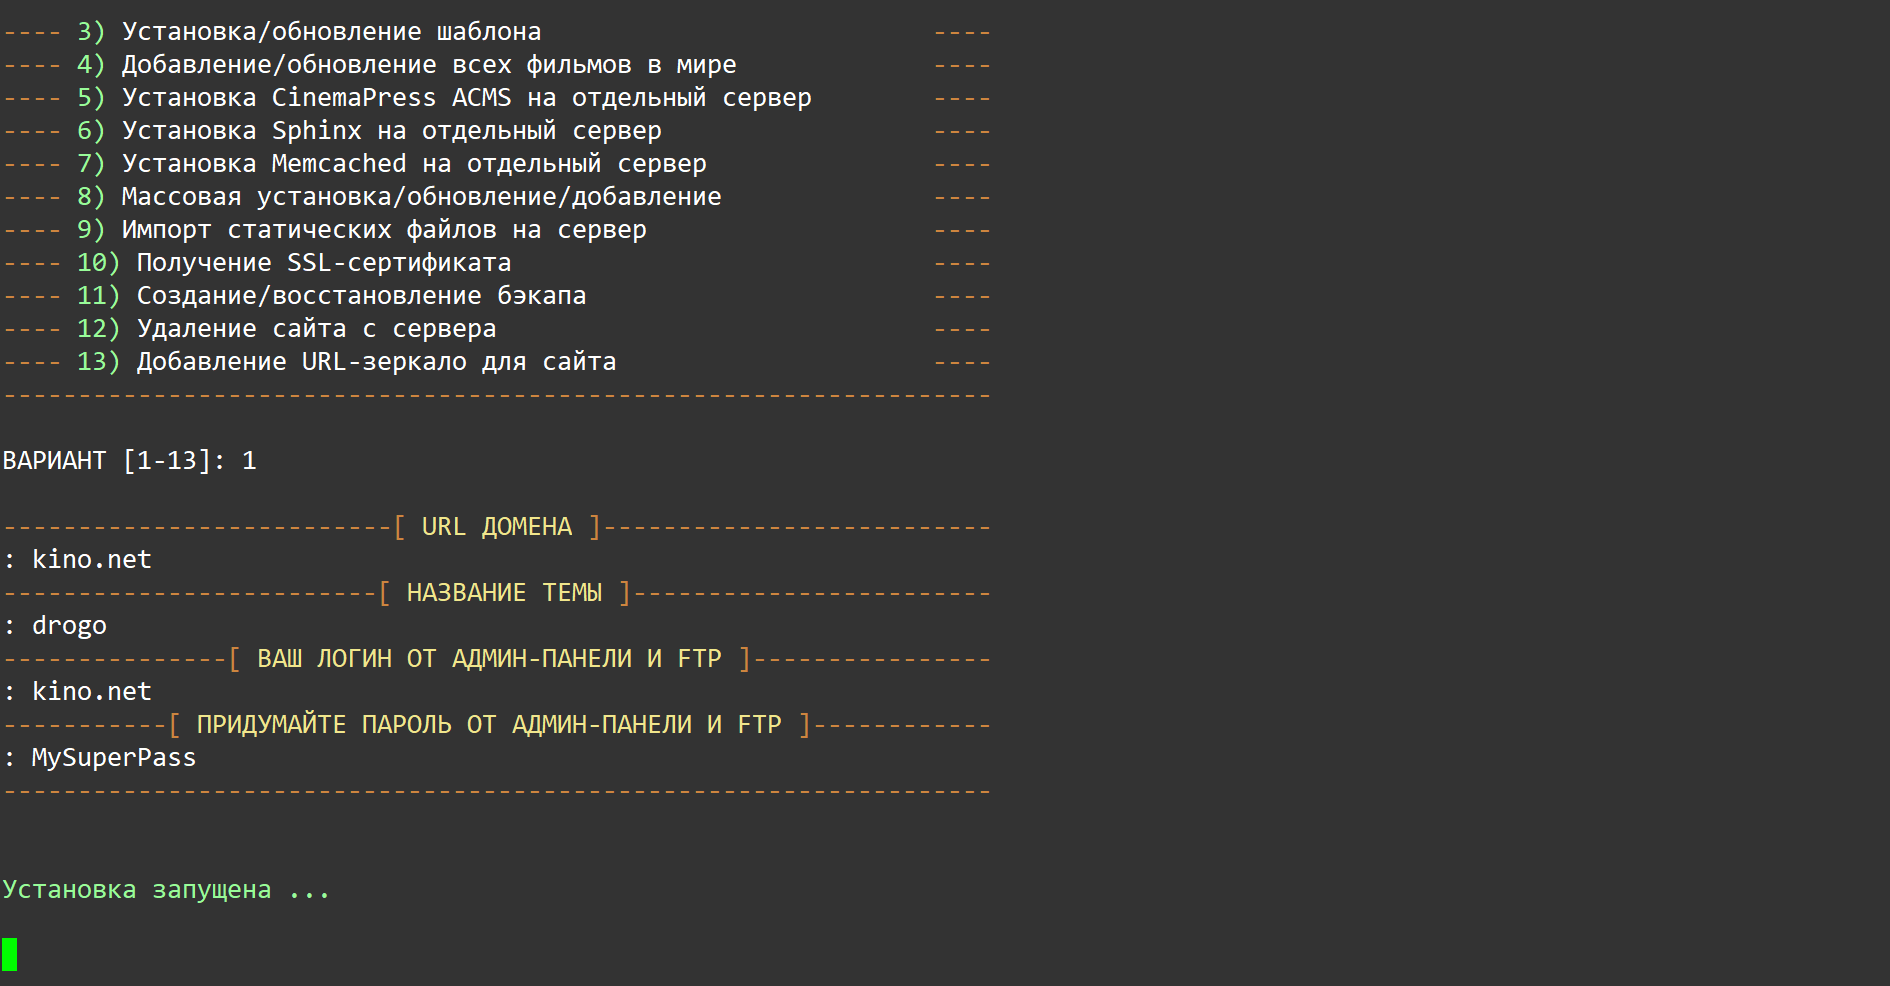 ---- 3) Установка/обновление шаблона ----
---- 4) Добавление/обновление всех фильмов в мире ----
---- 5) Установка CinemaPress ACMS на отдельный сервер ----
---- 6) Установка Sphinx на отдельный сервер ----
---- 7) Установка Memcached на отдельный сервер ----
---- 8) Массовая установка/обновление/добавление ----
---- 9) Импорт статических файлов на сервер ----
---- 10) Получение SSL-сертификата ----
---- 11) Создание/восстановление бэкапа ----
---- 12) Удаление сайта с сервера ----
---- 13) Добавление URL-зеркало для сайта ----
------------------------------------------------------------------
ВАРИАНТ [1-13]: 1
--------------------------[ URL ДОМЕНА ]--------------------------
: kino.net
-------------------------[ НАЗВАНИЕ ТЕМЫ ]------------------------
: drogo
---------------[ ВАШ ЛОГИН ОТ АДМИН-ПАНЕЛИ И FTP ]----------------
: kino.net
-----------[ ПРИДУМАЙТЕ ПАРОЛЬ ОТ АДМИН-ПАНЕЛИ И FTP ]------------
: MySuperPass
------------------------------------------------------------------
Установка запущена ...